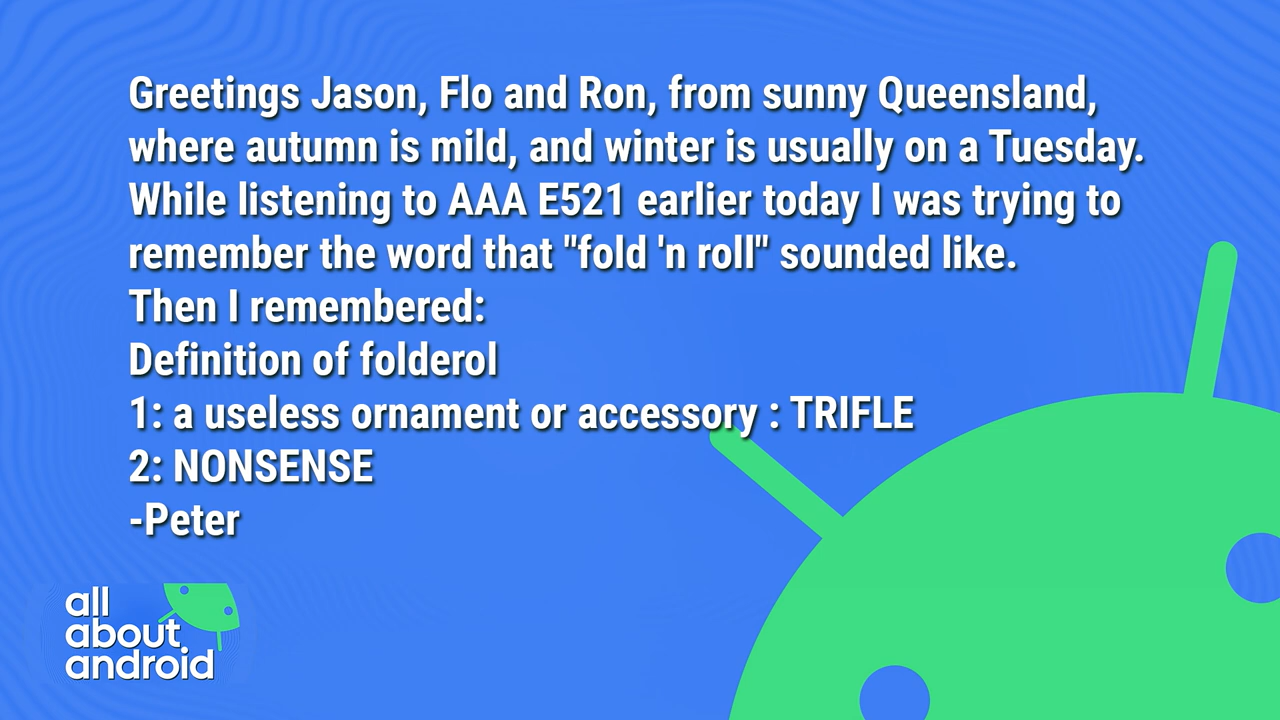 Greetings Jason, Flo and Ron, from sunny Queensland,
where autumn is mild, and winter is usually on a Tuesday.
While listening to AAA E521 earlier today I was trying to
remember the word that "fold 'n roll" sounded like.
Then I remembered:
Definition of folderol
1: a useless ornament or accessory : TRIFLE
2: NONSENSE
-Peter
all
about
android